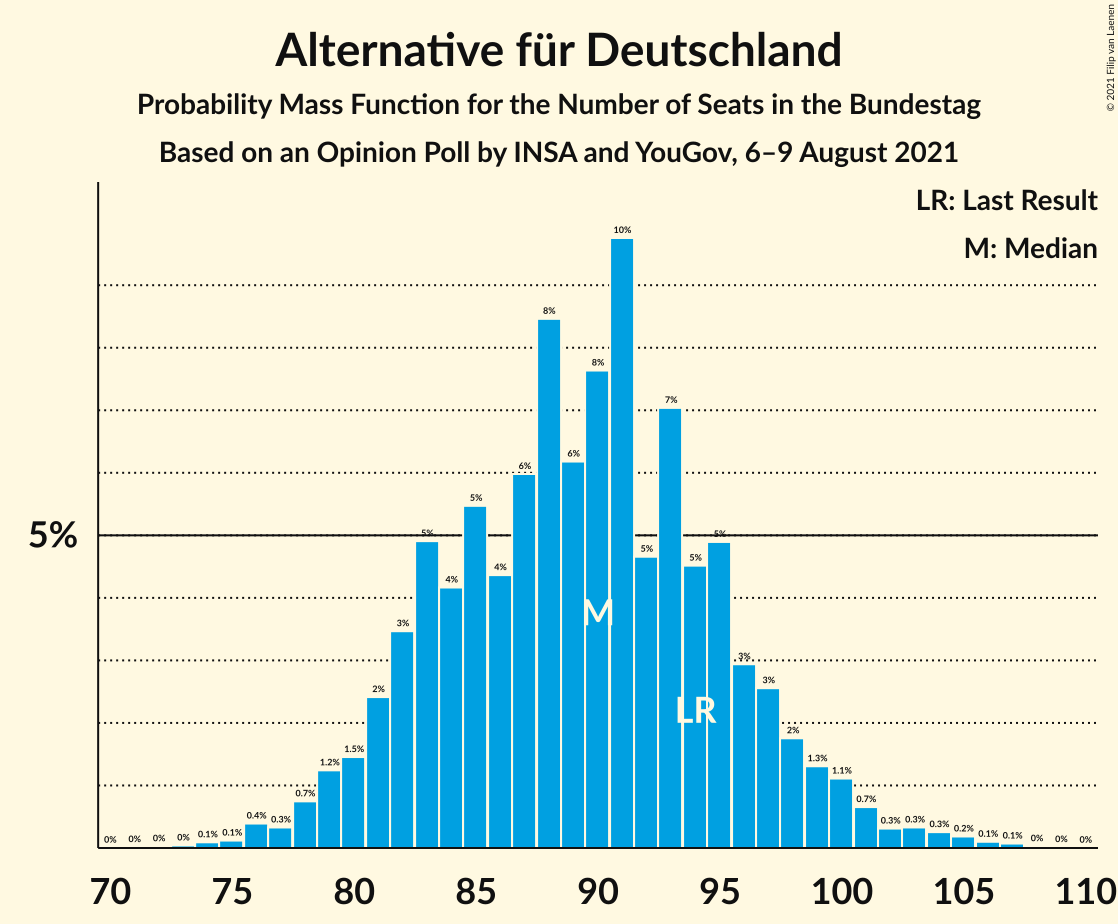 Alternative für Deutschland
Probability Mass Function for the Number of Seats in the Bundestag
Based on an Opinion Poll by INSA and YouGov, 6–9 August 2021
© 2021 Filip van Laenen
LR: Last Result
M: Median
5%
0% 0% 0% 0% 0.1% 0.1% 0.4% 0.3% 0.7% 1.2% 1.5% 2% 3% 5% 4% 5% 4% 6% 8% 6% 8% 10% 5% 7% 5% 5% 3% 3% 2% 1.3% 1.1% 0.7% 0.3% 0.3% 0.3% 0.2% 0.1% 0.1% 0% 0% 0%
M
LR
70 75 80 85 90 95 100 105 110